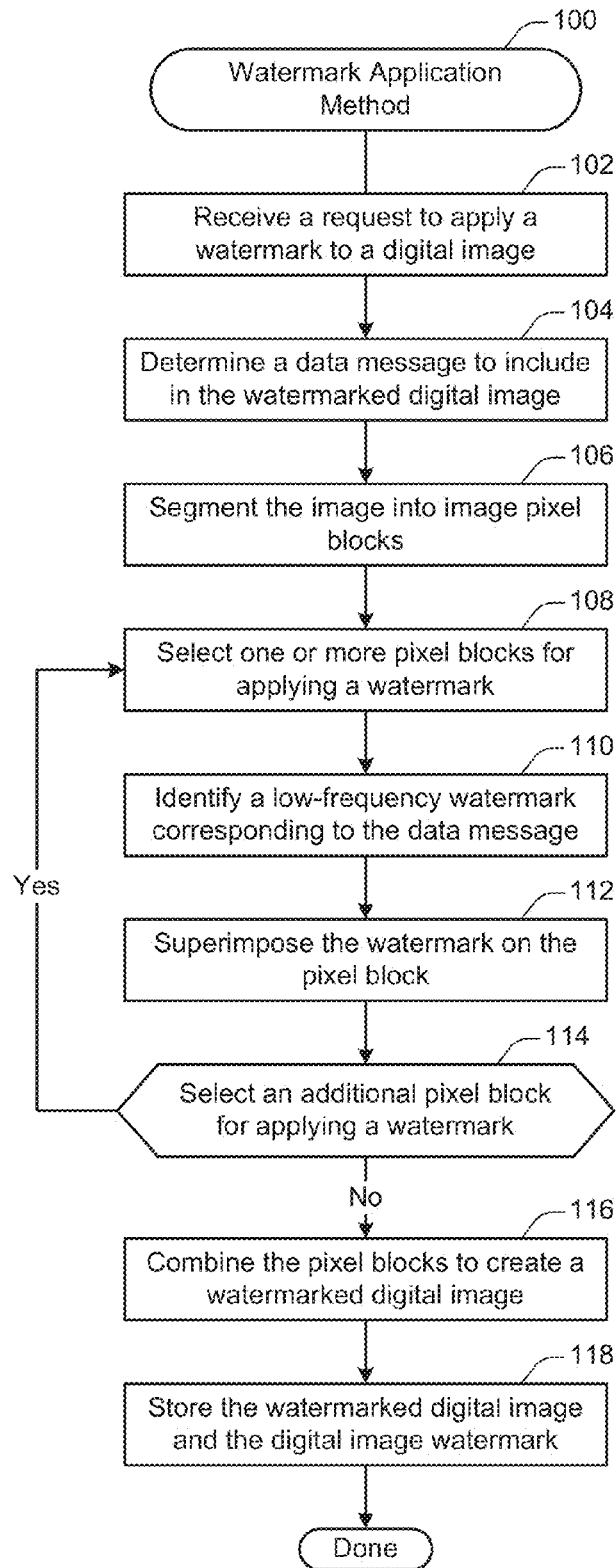 100
Watermark Application
Method
102
Receive a request to apply a
watermark to a digital image
104
Determine a data message to include
in the watermarked digital image
106
Segment the image into image pixel
blocks
108
Select one or more pixel blocks for
applying a watermark
110
Identify a low-frequency watermark
corresponding to the data message
Yes
112
Superimpose the watermark on the
pixel block
114
Select an additional pixel block
for applying a watermark
No
116
Combine the pixel blocks to create a
watermarked digital image
118
Store the watermarked digital image
and the digital image watermark
Done